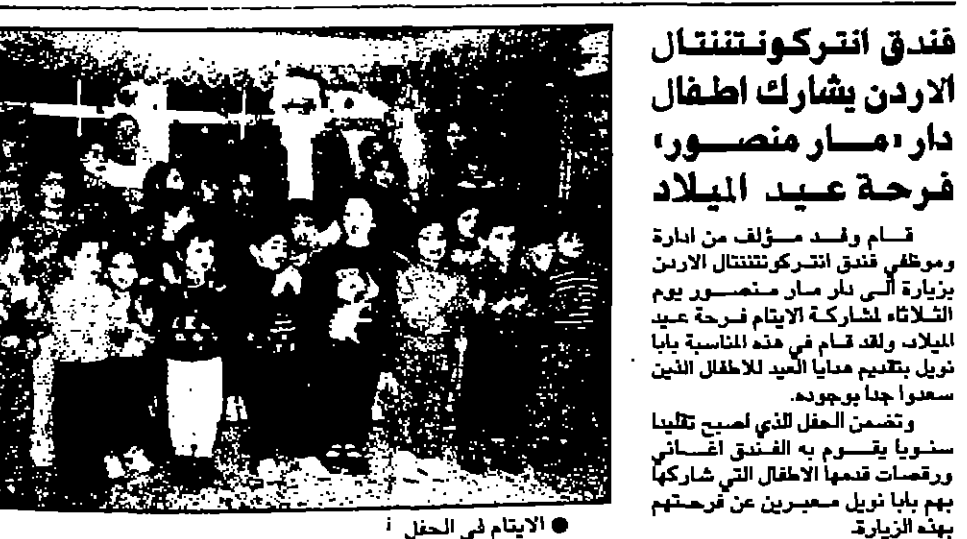 فندق انتركونتننتال
الاردن يشارك اطفال
دار «مار منصور»
فرحة عيد الميلاد
قام وفد مؤلف من ادارة
وموظفي فندق انتركونتننتال الاردن
بزيارة الى دار مار منصور يوم
الثلاثاء لمشاركة الايتام فرحة عيد
الميلاد، ولقد قام في هذه المناسبة بابا
نويل بتقديم هدايا العيد للاطفال الذين
سعدوا جدا بوجوده.
وتضمن الحفل الذي اصبح تقليدا
سنويا يقوم به الفندق اغاني
ورقصات قدمها الاطفال التي شاركها
بهم بابا نويل معبرين عن فرحتهم
بهذه الزيارة.
● الايتام في الحفل